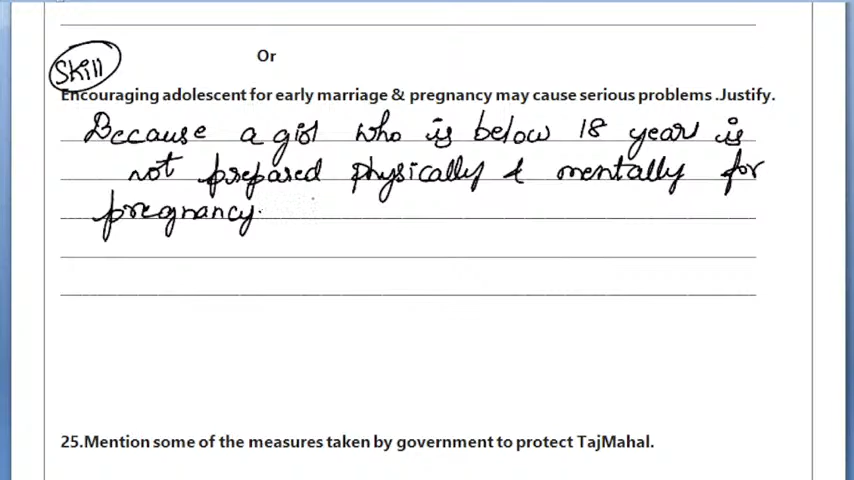 Or
Skill
Encouraging adolescent for early marriage & pregnancy may cause serious problems .Justify.
Because a girl who is below 18 year is
not prepared physically & mentally for
pregnancy.
25.Mention some of the measures taken by government to protect TajMahal.